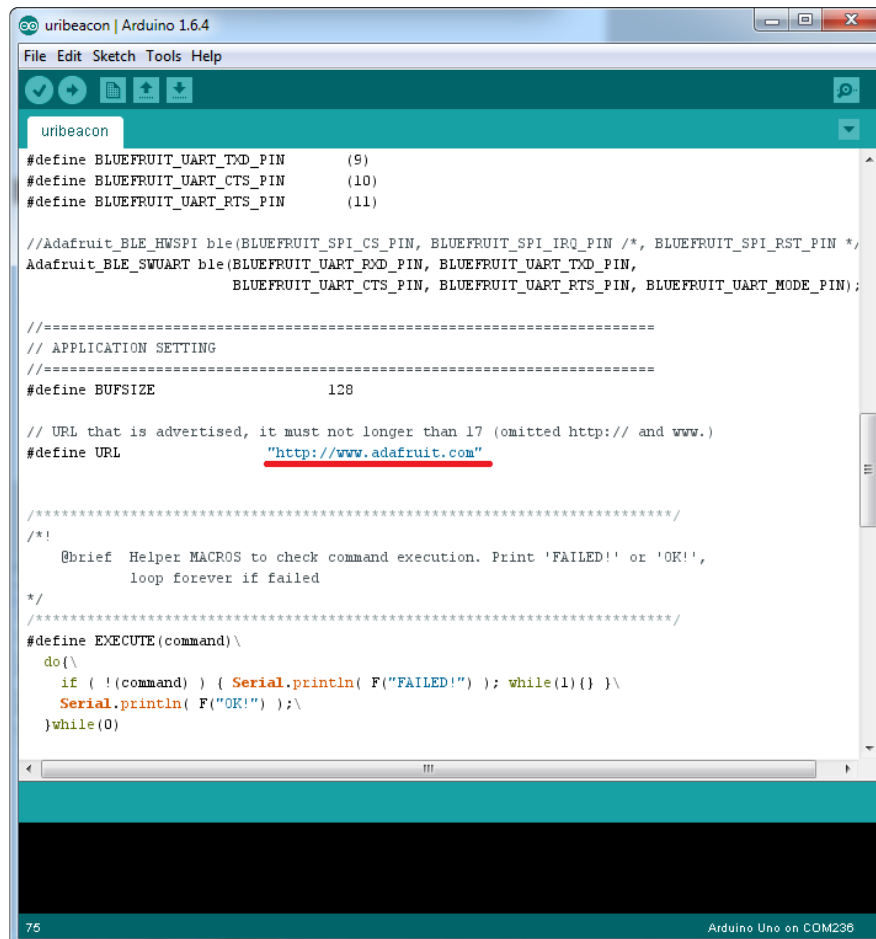 uribeacon | Arduino 1.6.4
File Edit Sketch Tools Help
uribeacon
#define BLUEFRUIT_UART_TXD_PIN (9)
#define BLUEFRUIT_UART_CTS_PIN (10)
#define BLUEFRUIT_UART_RTS_PIN (11)
//Adafruit_BLE_HWSPI ble(BLUEFRUIT_SPI_CS_PIN, BLUEFRUIT_SPI_IRQ_PIN /*, BLUEFRUIT_SPI_RST_PIN */
Adafruit_BLE_SWUART ble(BLUEFRUIT_UART_RXD_PIN, BLUEFRUIT_UART_TXD_PIN,
BLUEFRUIT_UART_CTS_PIN, BLUEFRUIT_UART_RTS_PIN, BLUEFRUIT_UART_MODE_PIN);
//=======================================================================
// APPLICATION SETTING
//=======================================================================
#define BUFSIZE 128
// URL that is advertised, it must not longer than 17 (omitted http:// and www.)
#define URL "http://www.adafruit.com"
/**************************************************************************/
/*!
@brief Helper MACROS to check command execution. Print 'FAILED!' or 'OK!',
loop forever if failed
*/
/**************************************************************************/
#define EXECUTE(command)\
do{\
if ( !(command) ) { Serial.println( F("FAILED!") ); while(1){} }\
Serial.println( F("OK!") );\
}while(0)
75
Arduino Uno on COM236